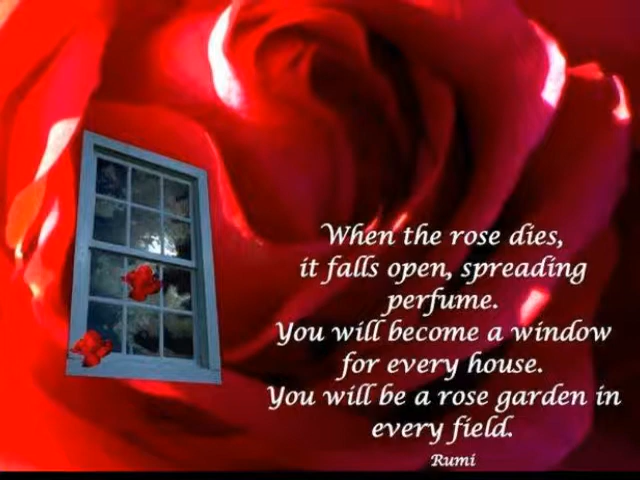 When the rose dies,
it falls open, spreading
perfume.
You will become a window
for every house.
You will be a rose garden in
every field.
Rumi